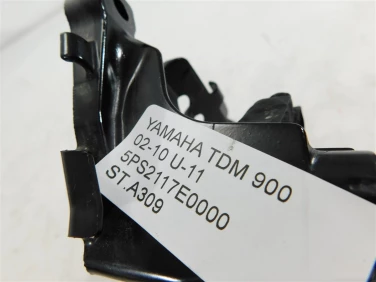 YAMAHA TDM 900
02-10 U-11
5PS2117E0000
ST.A309